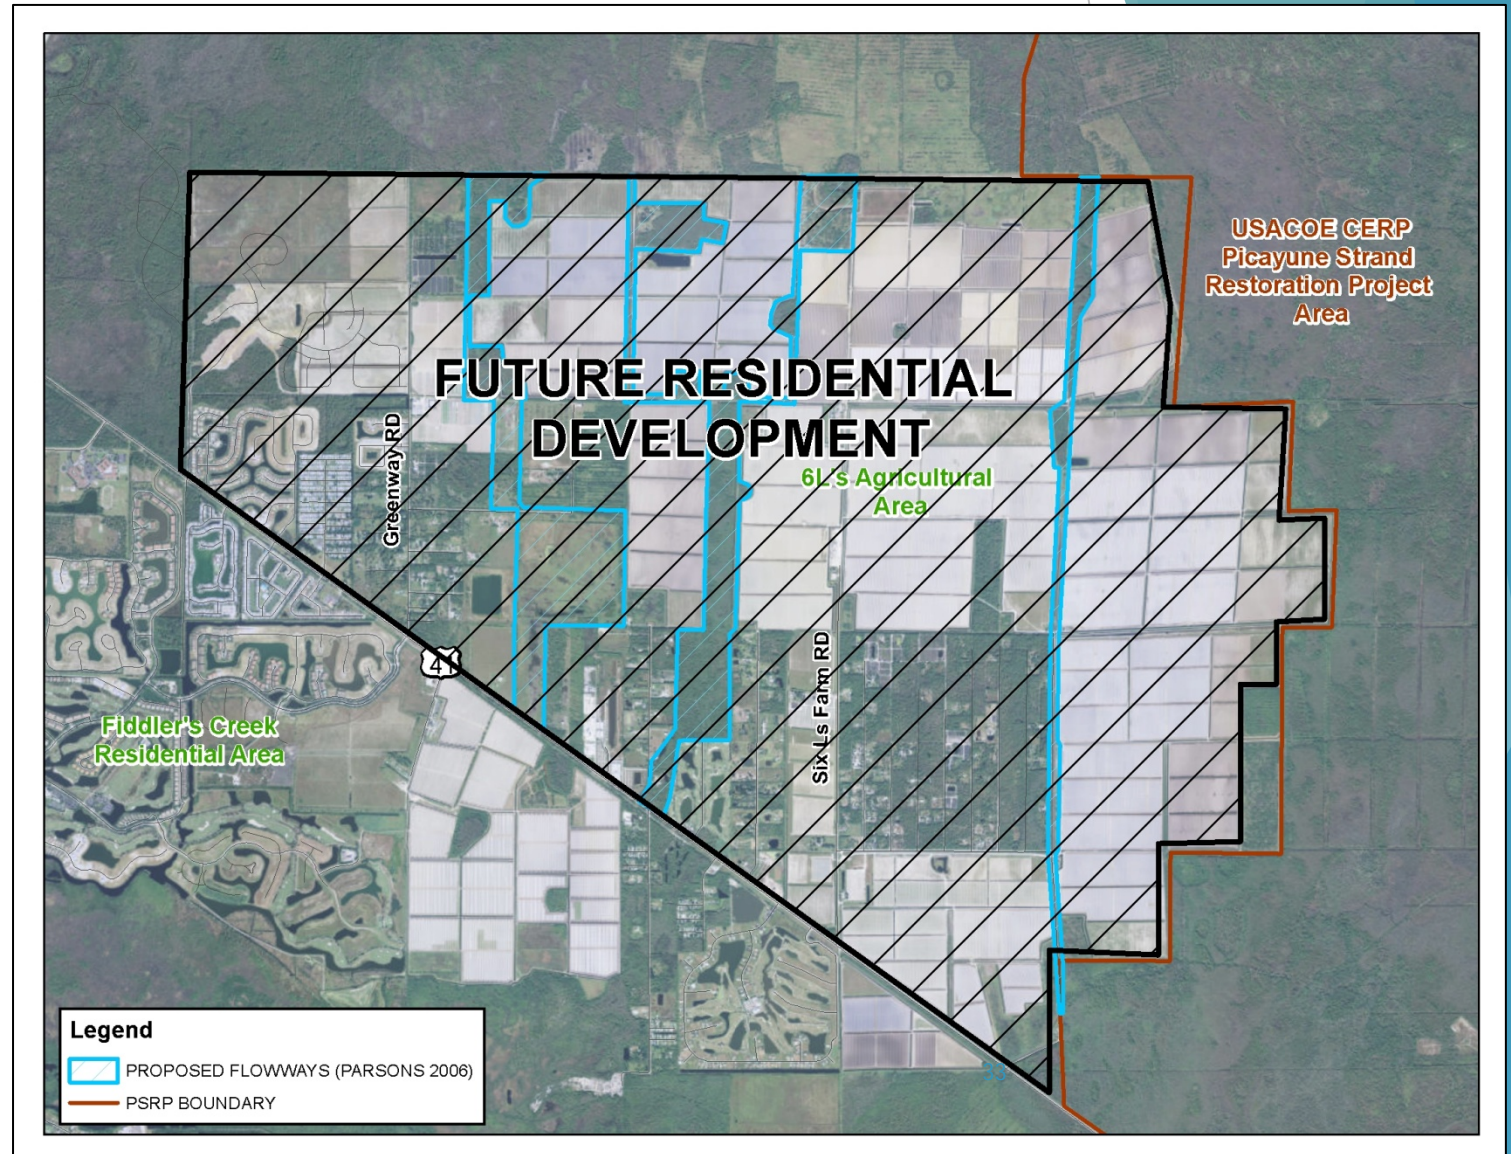 USACOE CERP
Picayune Strand
Restoration Project
Area
FUTURE RESIDENTIAL
DEVELOPMENT
6L's Agricultural
Area
Greenway RD
Six Ls Farm RD
41
Fiddler's Creek
Residential Area
33
Legend
PROPOSED FLOWWAYS (PARSONS 2006)
PSRP BOUNDARY